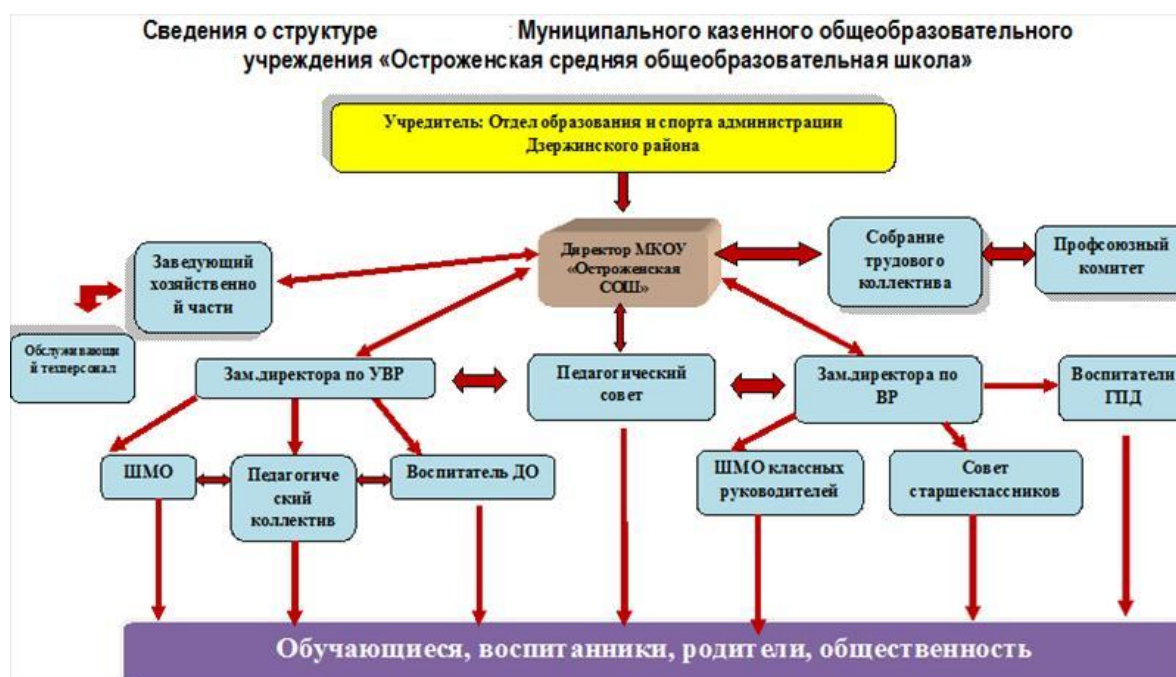 Сведения о структуре : Муниципального казенного общеобразовательного
учреждения «Остроженская средняя общеобразовательная школа»
Учредитель: Отдел образования и спорта администрации
Дзержинского района
Директор МКОУ
«Остроженская
СОШ»
Собрание
трудового
коллектива
Профсоюзный
комитет
Заведующий
хозяйственно
й части
Обслуживающи
й техперсонал
Зам.директора по УВР
Педагогический
совет
Зам.директора по
ВР
Воспитатели
ГПД
ШМО
Педагогиче
ский
коллектив
Воспитатель ДО
ШМО классных
руководителей
Совет
старшеклассников
Обучающиеся, воспитанники, родители, общественность